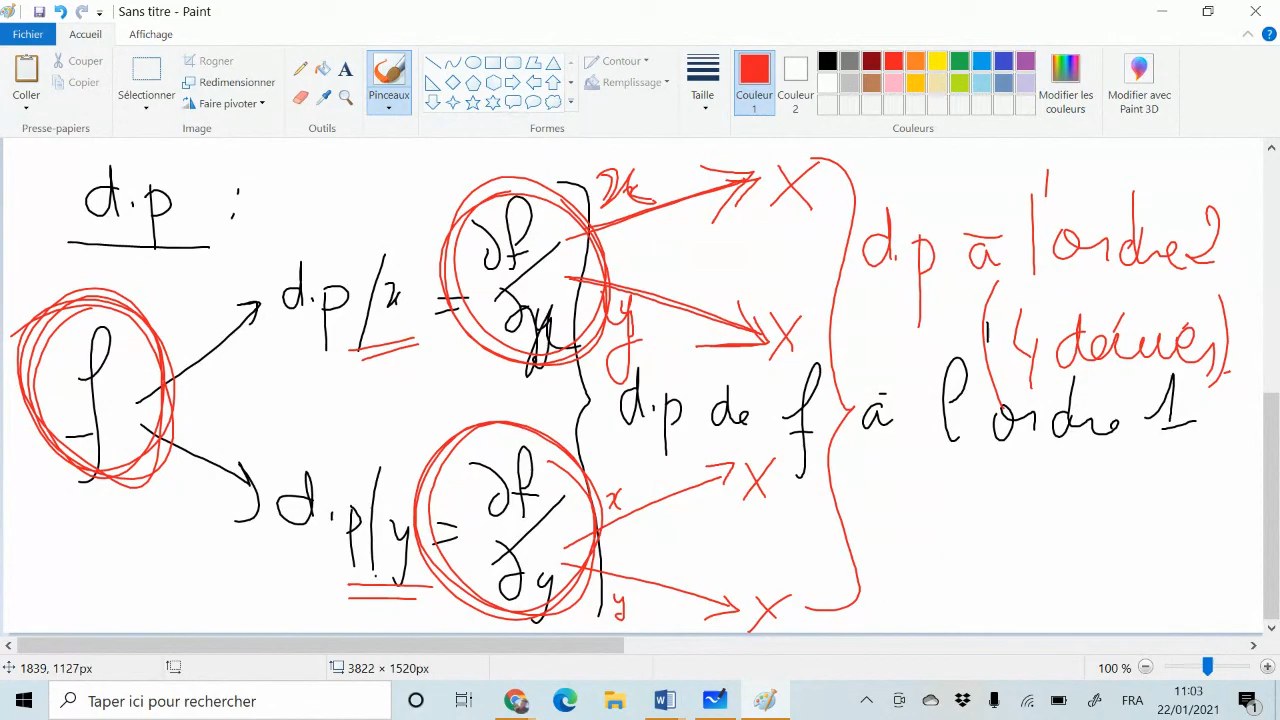 Sans titre - Paint
Fichier Accueil Affichage
Coller Couper Copier
Presse-papiers
Sélectionner Rogner Redimensionner Faire pivoter
Image
Outils
Pinceaux
Contour Remplissage
Formes
Taille
Couleur 1 Couleur 2
Modifier les couleurs
Couleurs
Modifier avec Paint 3D
d.p :
x X
d.p à l'ordre 2
d.p/x = ∂f/
y X
(4 dérivées)
f
d.p de f à l'ordre 1
x X
d.p/y = ∂f/∂y
y X
1839, 1127px 3822 × 1520px 100 %
Taper ici pour rechercher FRA 11:03
22/01/2021 1